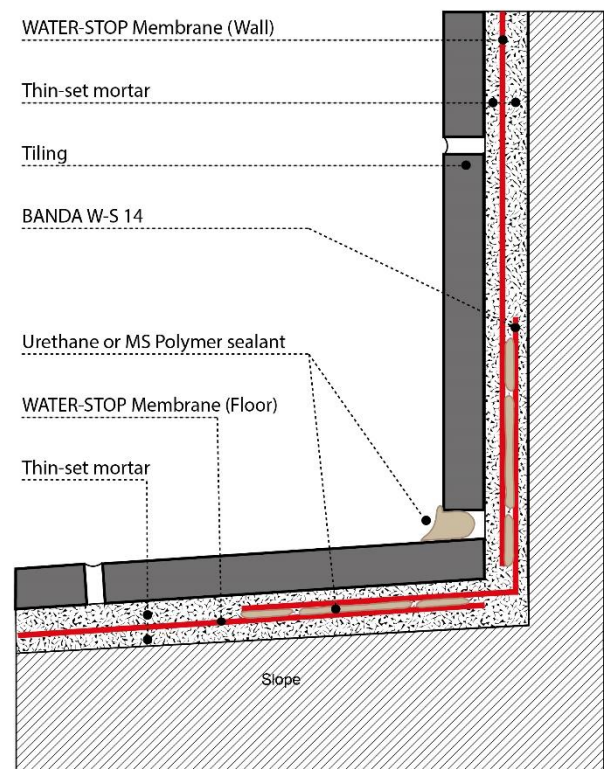 WATER-STOP Membrane (Wall)
Thin-set mortar
Tiling
BANDA W-S 14
Urethane or MS Polymer sealant
WATER-STOP Membrane (Floor)
Thin-set mortar
Slope